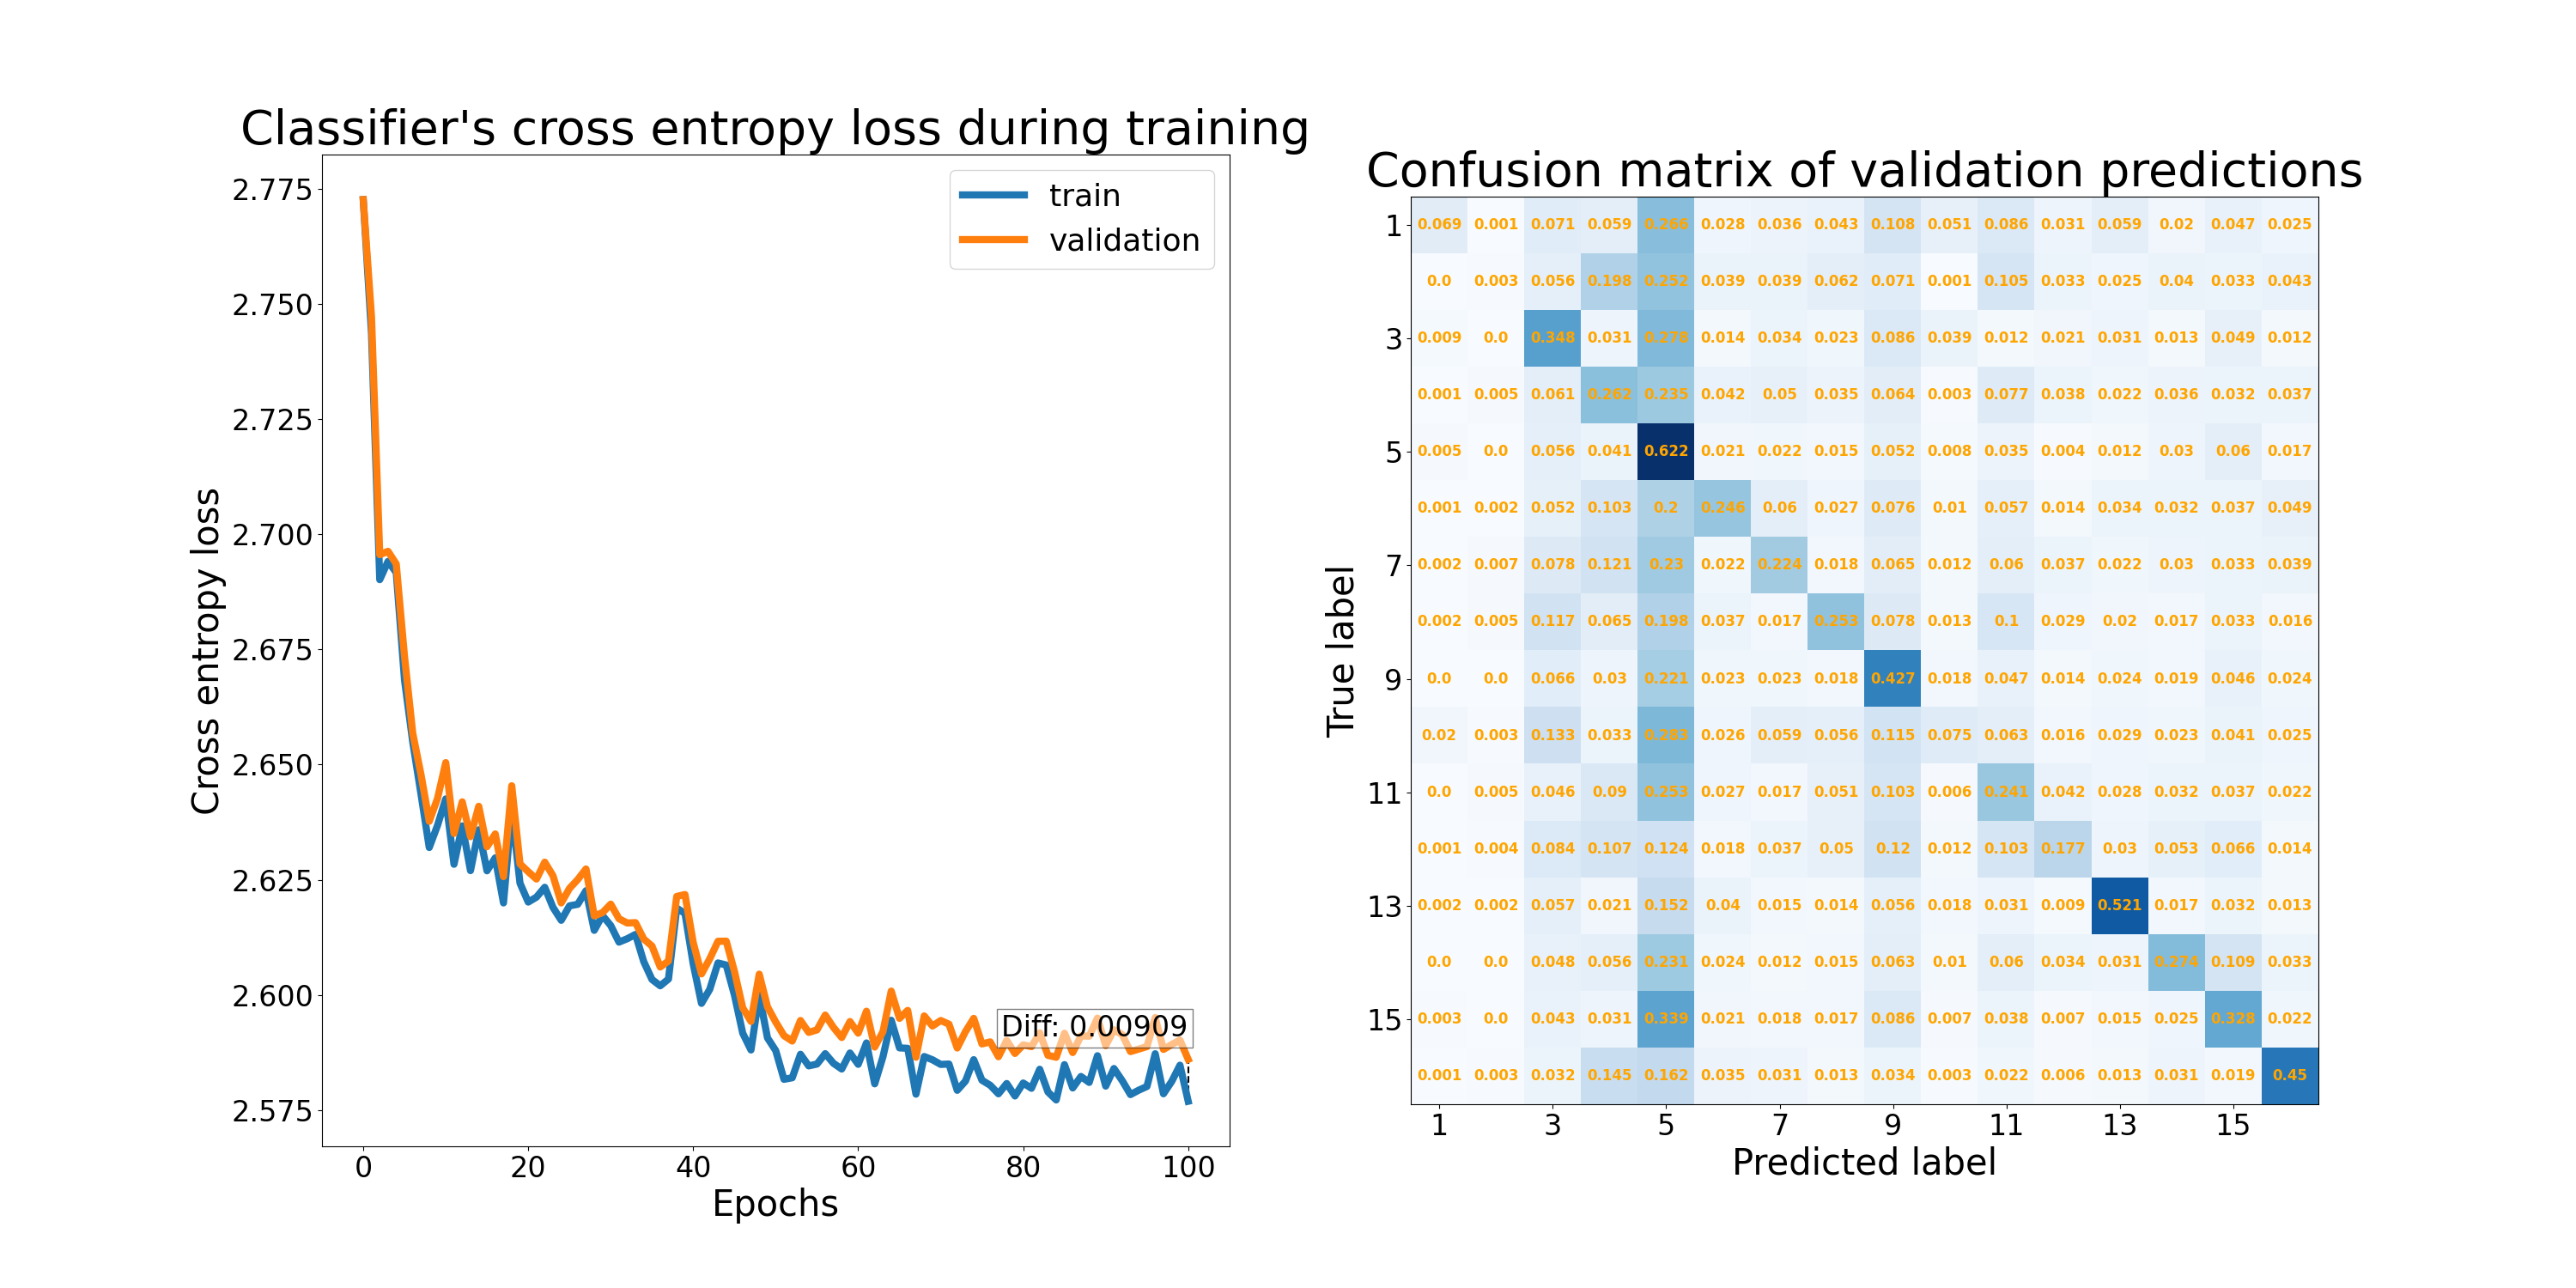 Classifier's cross entropy loss during training
2.775
2.750
2.725
2.700
2.675
2.650
2.625
2.600
2.575
Cross entropy loss
train
validation
Diff: 0.00909
0 20 40 60 80 100
Epochs
Confusion matrix of validation predictions
True label
1 0.069 0.001 0.071 0.059 0.266 0.028 0.036 0.043 0.108 0.051 0.086 0.031 0.059 0.02 0.047 0.025
0.0 0.003 0.056 0.198 0.252 0.039 0.039 0.062 0.071 0.001 0.105 0.033 0.025 0.04 0.033 0.043
3 0.009 0.0 0.348 0.031 0.278 0.014 0.034 0.023 0.086 0.039 0.012 0.021 0.031 0.013 0.049 0.012
0.001 0.005 0.061 0.262 0.235 0.042 0.05 0.035 0.064 0.003 0.077 0.038 0.022 0.036 0.032 0.037
5 0.005 0.0 0.056 0.041 0.622 0.021 0.022 0.015 0.052 0.008 0.035 0.004 0.012 0.03 0.06 0.017
0.001 0.002 0.052 0.103 0.2 0.246 0.06 0.027 0.076 0.01 0.057 0.014 0.034 0.032 0.037 0.049
7 0.002 0.007 0.078 0.121 0.23 0.022 0.224 0.018 0.065 0.012 0.06 0.037 0.022 0.03 0.033 0.039
0.002 0.005 0.117 0.065 0.198 0.037 0.017 0.253 0.078 0.013 0.1 0.029 0.02 0.017 0.033 0.016
9 0.0 0.0 0.066 0.03 0.221 0.023 0.023 0.018 0.427 0.018 0.047 0.014 0.024 0.019 0.046 0.024
0.02 0.003 0.133 0.033 0.026 0.059 0.056 0.115 0.075 0.063 0.016 0.029 0.023 0.041 0.025
11 0.0 0.005 0.046 0.09 0.253 0.027 0.017 0.051 0.103 0.006 0.241 0.042 0.028 0.032 0.037 0.022
0.001 0.004 0.084 0.107 0.124 0.018 0.037 0.05 0.12 0.012 0.103 0.177 0.03 0.053 0.066 0.014
13 0.002 0.002 0.057 0.021 0.152 0.04 0.015 0.014 0.056 0.018 0.031 0.009 0.521 0.017 0.032 0.013
0.0 0.0 0.048 0.056 0.231 0.024 0.012 0.015 0.063 0.01 0.06 0.034 0.031 0.274 0.109 0.033
15 0.003 0.0 0.043 0.031 0.339 0.021 0.018 0.017 0.086 0.007 0.038 0.007 0.015 0.025 0.328 0.022
0.001 0.003 0.032 0.145 0.162 0.035 0.031 0.013 0.034 0.003 0.022 0.006 0.013 0.031 0.019 0.45
1 3 5 7 9 11 13 15
Predicted label